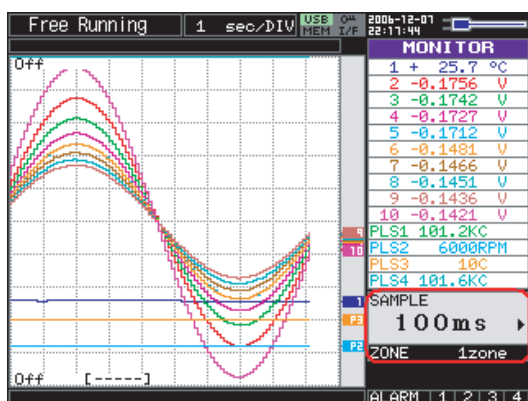 Free Running 1 sec/DIV USB MEM I/F 2006-12-07 22:17:44
MONITOR
Off
1 + 25.7 °C
2 -0.1756 V
3 -0.1742 V
4 -0.1727 V
5 -0.1712 V
6 -0.1481 V
7 -0.1466 V
8 -0.1451 V
9 -0.1436 V
10 -0.1421 V
PLS1 101.2KC
PLS2 6000RPM
PLS3 10C
PLS4 101.6KC
9
10
1
P3
P2
SAMPLE
100ms
ZONE 1zone
Off [-----]
ALARM 1 2 3 4